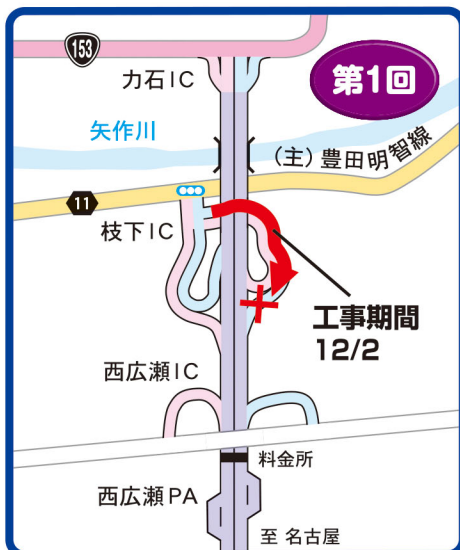 153
力石IC
第1回
矢作川
(主)豊田明智線
11
枝下IC
工事期間
12/2
西広瀬IC
料金所
西広瀬PA
至 名古屋